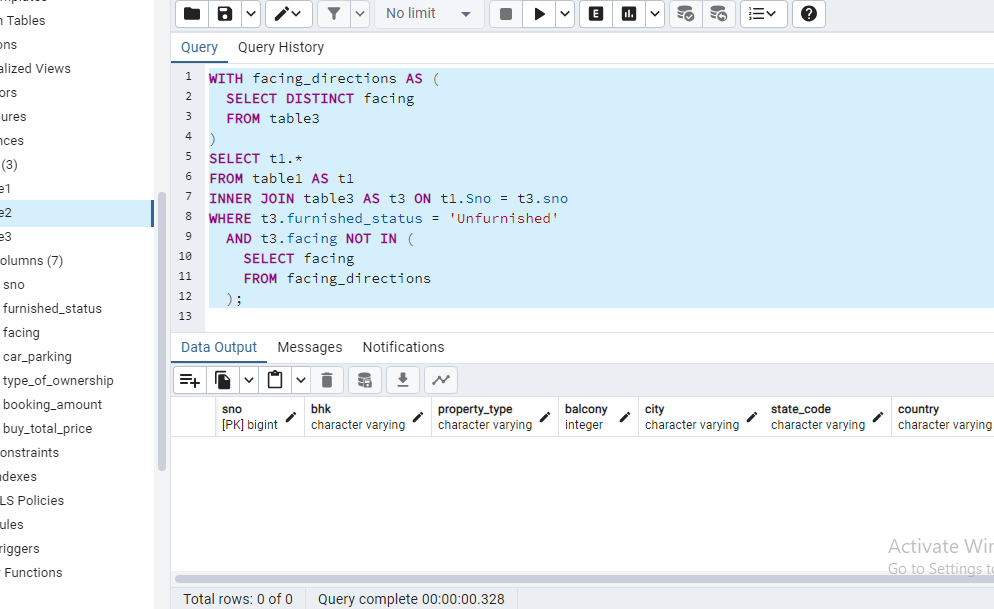 No limit
E
Query Query History
1 WITH facing_directions AS (
2 SELECT DISTINCT facing
3 FROM table3
4 )
5 SELECT t1.*
6 FROM table1 AS t1
7 INNER JOIN table3 AS t3 ON t1.Sno = t3.sno
8 WHERE t3.furnished_status = 'Unfurnished'
9 AND t3.facing NOT IN (
10 SELECT facing
11 FROM facing_directions
12 );
13
n Tables
ons
alized Views
ors
ures
nces
(3)
e1
e2
e3
olumns (7)
sno
furnished_status
facing
car_parking
type_of_ownership
booking_amount
buy_total_price
onstraints
ndexes
LS Policies
ules
riggers
Functions
Data Output Messages Notifications
sno bhk property_type balcony city state_code country
[PK] bigint character varying character varying integer character varying character varying character varying
Activate Win
Go to Settings to
Total rows: 0 of 0 Query complete 00:00:00.328